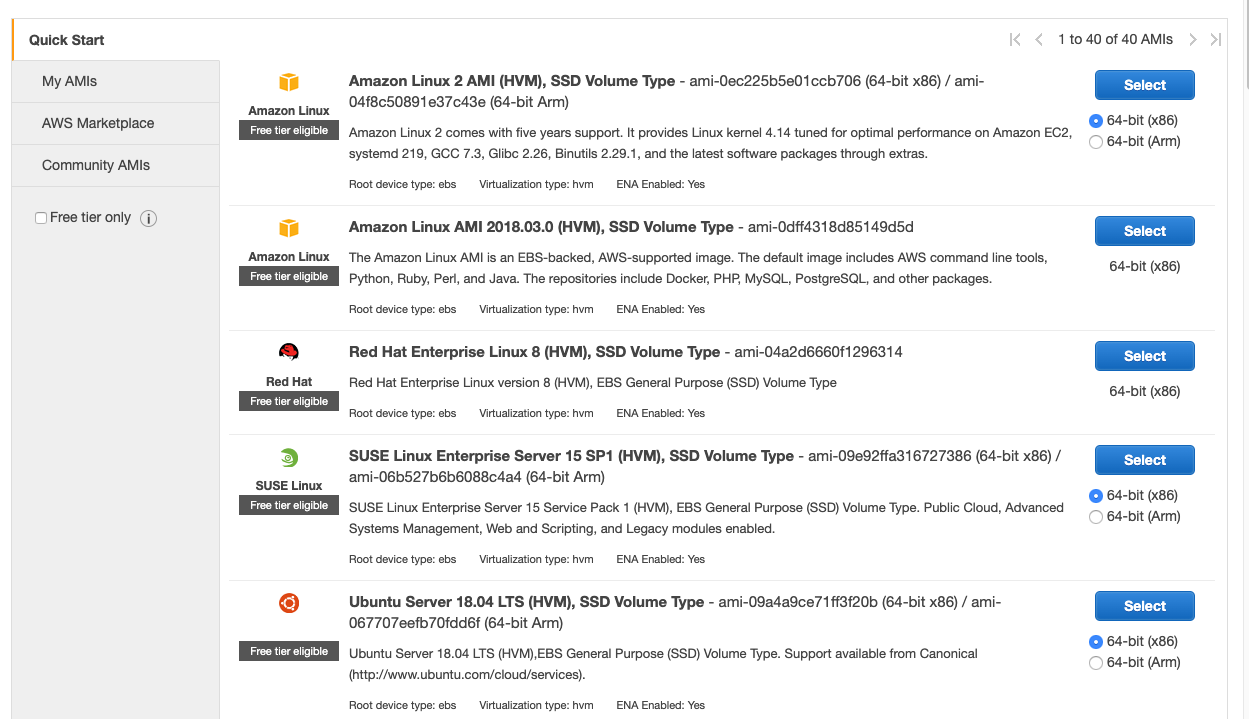 Quick Start
1 to 40 of 40 AMIs
My AMIs
AWS Marketplace
Community AMIs
Free tier only
Amazon Linux
Free tier eligible
Amazon Linux 2 AMI (HVM), SSD Volume Type - ami-0ec225b5e01ccb706 (64-bit x86) / ami-
04f8c50891e37c43e (64-bit Arm)
Amazon Linux 2 comes with five years support. It provides Linux kernel 4.14 tuned for optimal performance on Amazon EC2,
systemd 219, GCC 7.3, Glibc 2.26, Binutils 2.29.1, and the latest software packages through extras.
Root device type: ebs Virtualization type: hvm ENA Enabled: Yes
Select
64-bit (x86)
64-bit (Arm)
Amazon Linux
Free tier eligible
Amazon Linux AMI 2018.03.0 (HVM), SSD Volume Type - ami-0dff4318d85149d5d
The Amazon Linux AMI is an EBS-backed, AWS-supported image. The default image includes AWS command line tools,
Python, Ruby, Perl, and Java. The repositories include Docker, PHP, MySQL, PostgreSQL, and other packages.
Root device type: ebs Virtualization type: hvm ENA Enabled: Yes
Select
64-bit (x86)
Red Hat
Free tier eligible
Red Hat Enterprise Linux 8 (HVM), SSD Volume Type - ami-04a2d6660f1296314
Red Hat Enterprise Linux version 8 (HVM), EBS General Purpose (SSD) Volume Type
Root device type: ebs Virtualization type: hvm ENA Enabled: Yes
Select
64-bit (x86)
SUSE Linux
Free tier eligible
SUSE Linux Enterprise Server 15 SP1 (HVM), SSD Volume Type - ami-09e92ffa316727386 (64-bit x86) /
ami-06b527b6b6088c4a4 (64-bit Arm)
SUSE Linux Enterprise Server 15 Service Pack 1 (HVM), EBS General Purpose (SSD) Volume Type. Public Cloud, Advanced
Systems Management, Web and Scripting, and Legacy modules enabled.
Root device type: ebs Virtualization type: hvm ENA Enabled: Yes
Select
64-bit (x86)
64-bit (Arm)
Free tier eligible
Ubuntu Server 18.04 LTS (HVM), SSD Volume Type - ami-09a4a9ce71ff3f20b (64-bit x86) / ami-
067707eefb70fdd6f (64-bit Arm)
Ubuntu Server 18.04 LTS (HVM),EBS General Purpose (SSD) Volume Type. Support available from Canonical
(http://www.ubuntu.com/cloud/services).
Root device type: ebs Virtualization type: hvm ENA Enabled: Yes
Select
64-bit (x86)
64-bit (Arm)